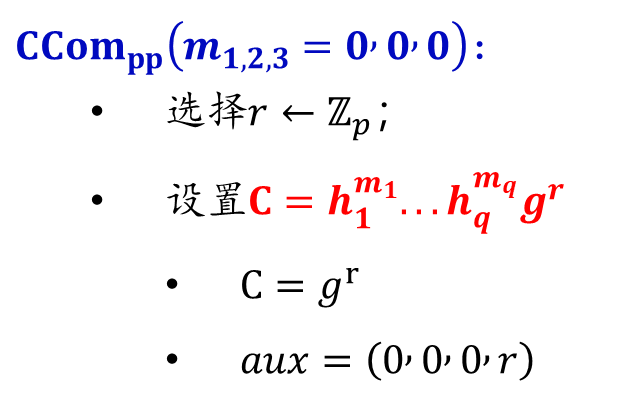 CCom_pp(m_{1,2,3} = 0, 0, 0):
• 选择r ← ℤ_p;
• 设置C = h_1^{m_1}...h_q^{m_q}g^r
• C = g^r
• aux = (0, 0, 0, r)